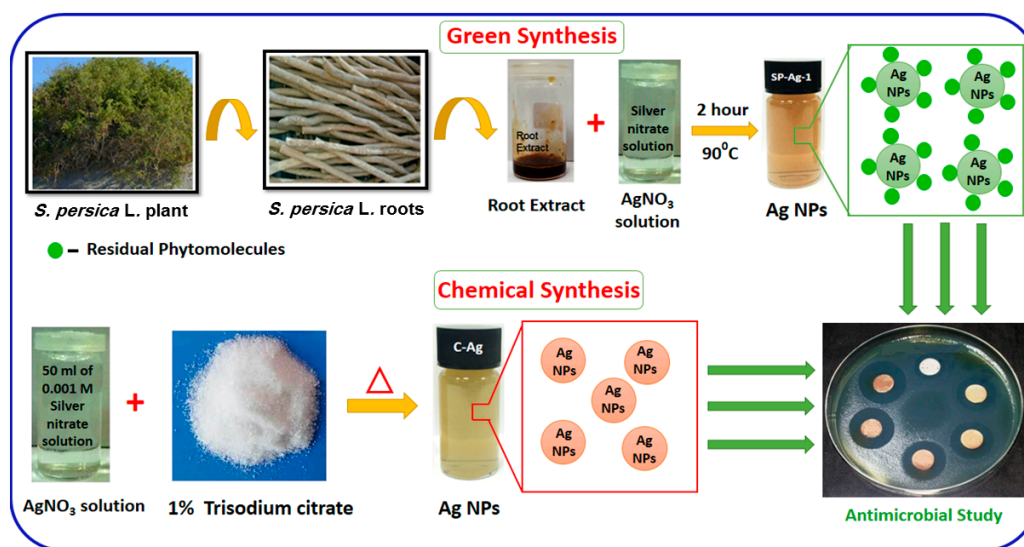 Green Synthesis
S. persica L. plant
S. persica L. roots
Root
Extract
Root Extract
+
Silver
nitrate
solution
AgNO₃
solution
2 hour
90⁰C
SP-Ag-1
Ag NPs
Ag
NPs
Ag
NPs
Ag
NPs
Ag
NPs
– Residual Phytomolecules
Chemical Synthesis
50 ml of
0.001 M
Silver
nitrate
solution
AgNO₃ solution
+
1% Trisodium citrate
△
C-Ag
Ag NPs
Ag
NPs
Ag
NPs
Ag
NPs
Ag
NPs
Ag
NPs
Antimicrobial Study